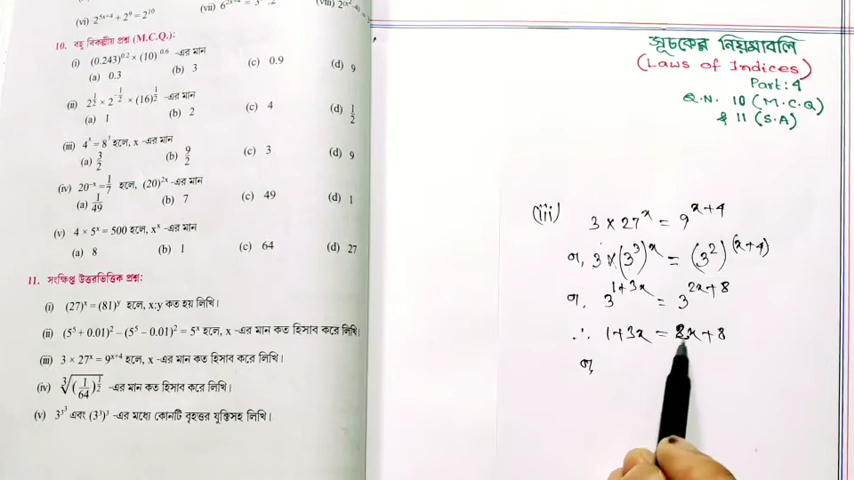 (vi) 2^{5x+4} ÷ 2^9 = 2^{10}
10. বহু বিকল্পীয় প্রশ্ন (M.C.Q.):
(i) (0.243)^{0.2} × (10)^{0.6} -এর মান
(a) 0.3 (b) 3 (c) 0.9 (d) 9
(ii) 2^{1/2} × 2^{-1/2} × (16)^{1/2} -এর মান
(a) 1 (b) 2 (c) 4 (d) 1/2
(iii) 4^x = 8^3 হলে, x -এর মান
(a) 3/2 (b) 9/2 (c) 3 (d) 9
(iv) 20^{-x} = 1/7 হলে, (20)^{2x} -এর মান
(a) 1/49 (b) 7 (c) 49 (d) 1
(v) 4 × 5^x = 500 হলে, x^x -এর মান
(a) 8 (b) 1 (c) 64 (d) 27
11. সংক্ষিপ্ত উত্তরভিত্তিক প্রশ্ন:
(i) (27)^x = (81)^y হলে, x:y কত হয় লিখি।
(ii) (5^5 + 0.01)^2 – (5^5 – 0.01)^2 = 5^x হলে, x -এর মান কত হিসাব করে লিখি।
(iii) 3 × 27^x = 9^{x+4} হলে, x -এর মান কত হিসাব করে লিখি।
(iv) ∛(1/64)^{1/2} -এর মান কত হিসাব করে লিখি।
(v) 3^{3^3} এবং (3^3)^3 -এর মধ্যে কোনটি বৃহত্তর যুক্তিসহ লিখি।
সূচকের নিয়মাবলি
(Laws of Indices)
Part: 4
Q.N. 10 (M.C.Q)
& 11 (S.A)
(iii) 3 × 27^x = 9^{x+4}
বা, 3 × (3^3)^x = (3^2)^{(x+4)}
বা, 3^{1+3x} = 3^{2x+8}
∴ 1+3x = 2x+8
বা,